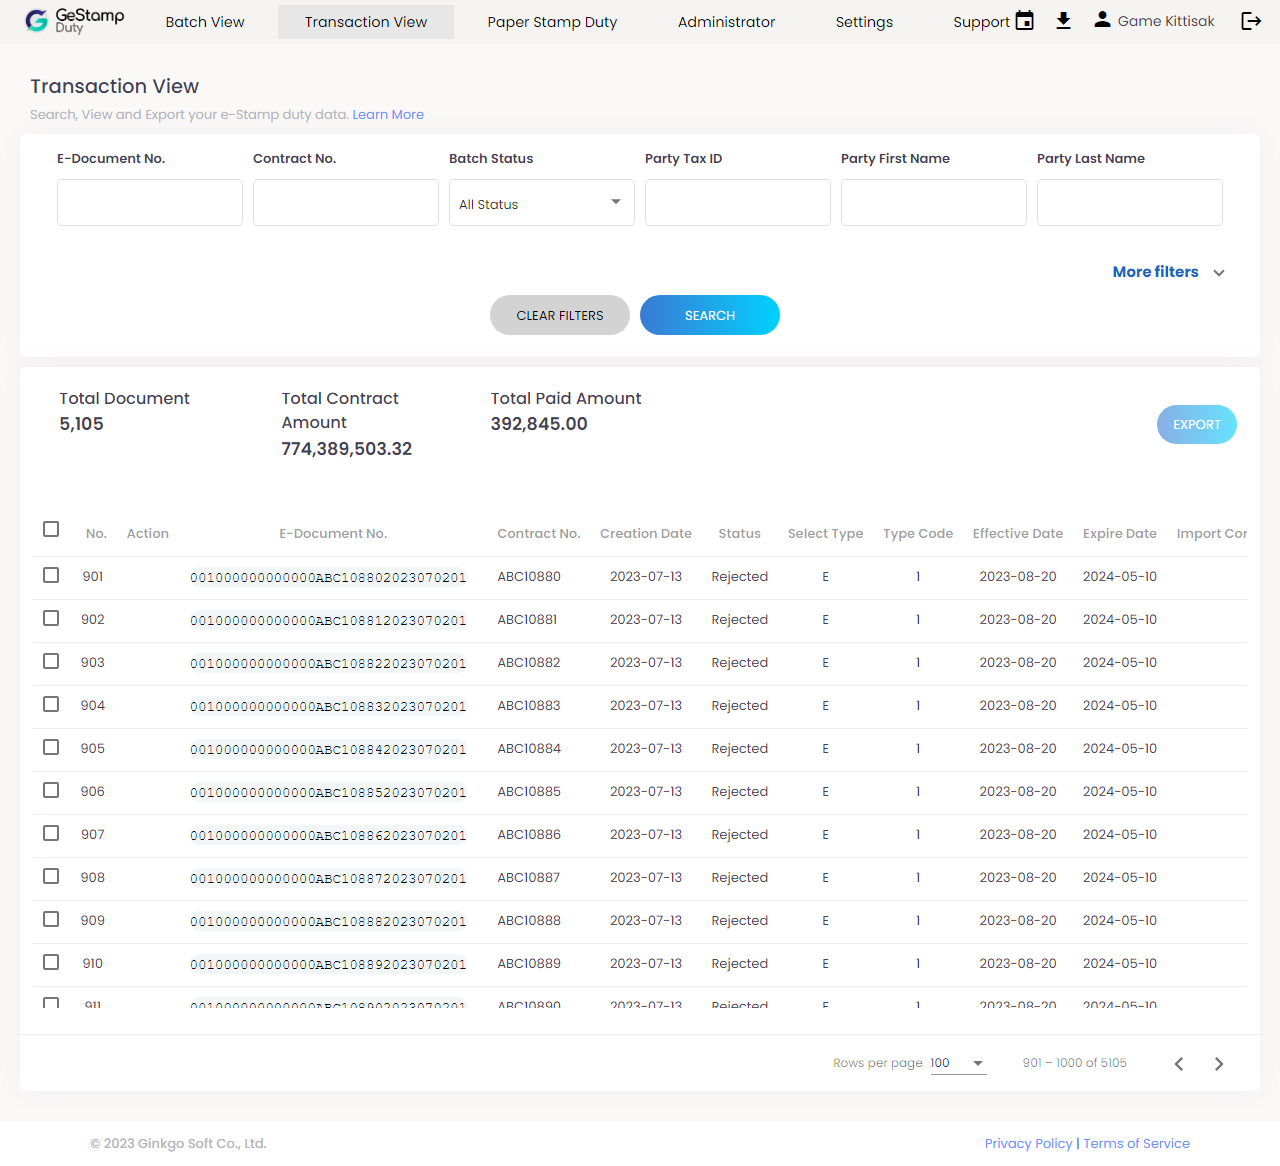 GeStamp
Duty
Batch View
Transaction View
Paper Stamp Duty
Administrator
Settings
Support
Game Kittisak
Transaction View
Search, View and Export your e-Stamp duty data. Learn More
E-Document No. Contract No. Batch Status Party Tax ID Party First Name Party Last Name
All Status
More filters
CLEAR FILTERS
SEARCH
Total Document
5,105
Total Contract
Amount
774,389,503.32
Total Paid Amount
392,845.00
EXPORT
No. Action E-Document No. Contract No. Creation Date Status Select Type Type Code Effective Date Expire Date Import Cor
901 001000000000000ABC108802023070201 ABC10880 2023-07-13 Rejected E 1 2023-08-20 2024-05-10
902 001000000000000ABC108812023070201 ABC10881 2023-07-13 Rejected E 1 2023-08-20 2024-05-10
903 001000000000000ABC108822023070201 ABC10882 2023-07-13 Rejected E 1 2023-08-20 2024-05-10
904 001000000000000ABC108832023070201 ABC10883 2023-07-13 Rejected E 1 2023-08-20 2024-05-10
905 001000000000000ABC108842023070201 ABC10884 2023-07-13 Rejected E 1 2023-08-20 2024-05-10
906 001000000000000ABC108852023070201 ABC10885 2023-07-13 Rejected E 1 2023-08-20 2024-05-10
907 001000000000000ABC108862023070201 ABC10886 2023-07-13 Rejected E 1 2023-08-20 2024-05-10
908 001000000000000ABC108872023070201 ABC10887 2023-07-13 Rejected E 1 2023-08-20 2024-05-10
909 001000000000000ABC108882023070201 ABC10888 2023-07-13 Rejected E 1 2023-08-20 2024-05-10
910 001000000000000ABC108892023070201 ABC10889 2023-07-13 Rejected E 1 2023-08-20 2024-05-10
911 001000000000000ABC108902023070201 ABC10890 2023-07-13 Rejected E 1 2023-08-20 2024-05-10
Rows per page 100 901 – 1000 of 5105
© 2023 Ginkgo Soft Co., Ltd.
Privacy Policy | Terms of Service